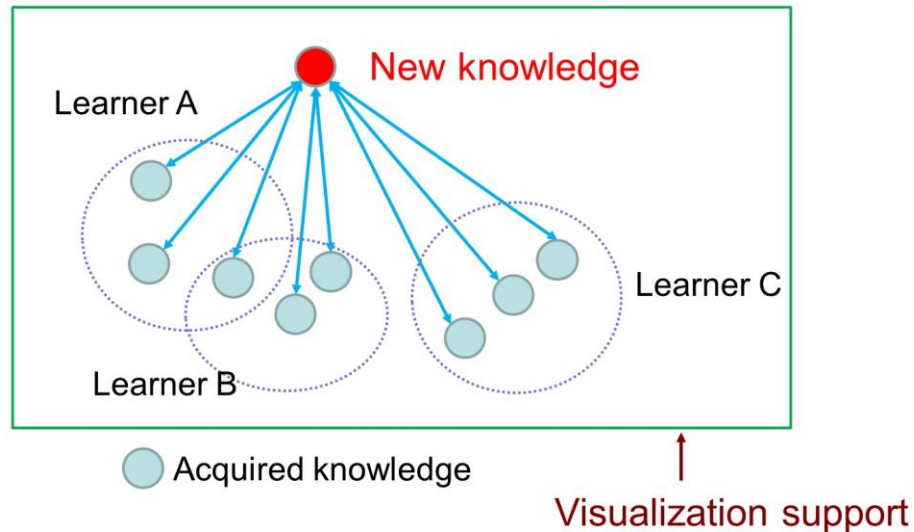 New knowledge
Learner A
Learner C
Learner B
Acquired knowledge
Visualization support